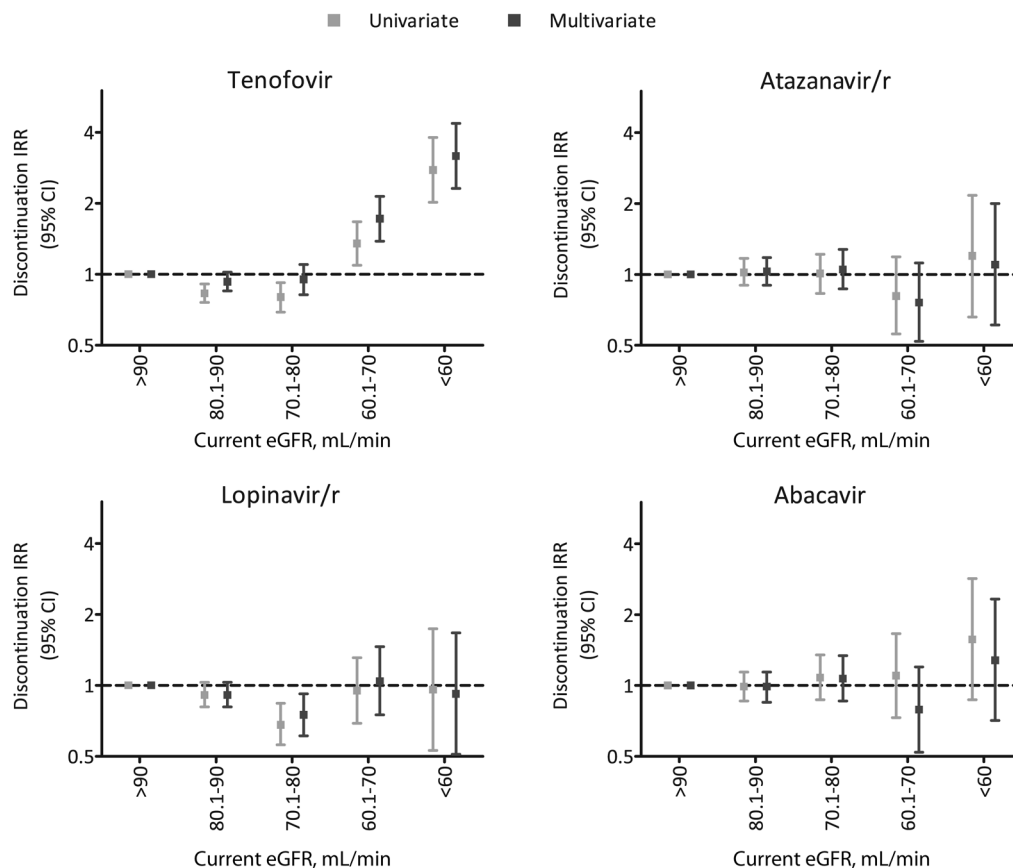 Univariate Multivariate
Tenofovir
Discontinuation IRR
(95% CI)
4
2
1
0.5
>90 80.1-90 70.1-80 60.1-70 <60
Current eGFR, mL/min
Atazanavir/r
Discontinuation IRR
(95% CI)
4
2
1
0.5
>90 80.1-90 70.1-80 60.1-70 <60
Current eGFR, mL/min
Lopinavir/r
Discontinuation IRR
(95% CI)
4
2
1
0.5
>90 80.1-90 70.1-80 60.1-70 <60
Current eGFR, mL/min
Abacavir
Discontinuation IRR
(95% CI)
4
2
1
0.5
>90 80.1-90 70.1-80 60.1-70 <60
Current eGFR, mL/min